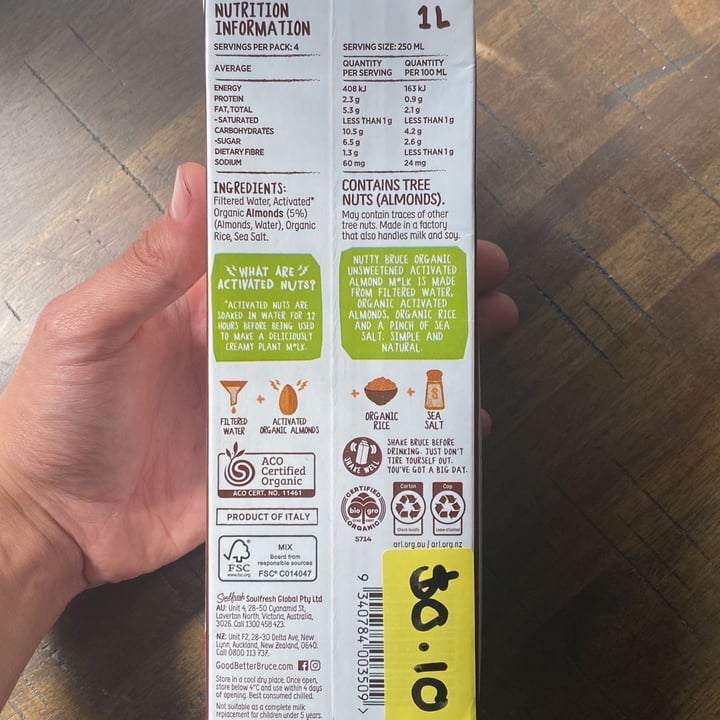 NUTRITION
INFORMATION
1L
SERVINGS PER PACK: 4
SERVING SIZE: 250 ML
AVERAGE
QUANTITY PER SERVING
QUANTITY PER 100 ML
ENERGY 408 kJ 163 kJ
PROTEIN 2.3 g 0.9 g
FAT, TOTAL 5.3 g 2.1 g
- SATURATED LESS THAN 1 g LESS THAN 1 g
CARBOHYDRATES 10.5 g 4.2 g
-SUGAR 6.5 g 2.6 g
DIETARY FIBRE 1.3 g LESS THAN 1 g
SODIUM 60 mg 24 mg
INGREDIENTS:
Filtered Water, Activated*
Organic Almonds (5%)
(Almonds, Water), Organic
Rice, Sea Salt.
CONTAINS TREE
NUTS (ALMONDS).
May contain traces of other
tree nuts. Made in a factory
that also handles milk and soy.
WHAT ARE
ACTIVATED NUTS?
*ACTIVATED NUTS ARE
SOAKED IN WATER FOR 12
HOURS BEFORE BEING USED
TO MAKE A DELICIOUSLY
CREAMY PLANT M*LK.
NUTTY BRUCE ORGANIC
UNSWEETENED ACTIVATED
ALMOND M*LK IS MADE
FROM FILTERED WATER,
ORGANIC ACTIVATED
ALMONDS, ORGANIC RICE
AND A PINCH OF SEA
SALT. SIMPLE AND
NATURAL.
+
+
FILTERED
WATER
ACTIVATED
ORGANIC ALMONDS
+
ORGANIC
RICE
SEA
SALT
ACO
Certified
Organic
ACO CERT. NO. 11461
SHAKE WELL
SHAKE BRUCE BEFORE
DRINKING. JUST DON'T
TIRE YOURSELF OUT.
YOU'VE GOT A BIG DAY.
PRODUCT OF ITALY
CERTIFIED
bio gro
ORGANIC
5714
Carton
Check locally
Cap
Leave attached
arl.org.au / arl.org.nz
FSC
www.fsc.org
MIX
Board from
responsible sources
FSC® C014047
Soulfresh Soulfresh Global Pty Ltd
AU: Unit 4, 28-50 Cyanamid St,
Laverton North, Victoria, Australia,
3026. Call 1300 458 423.
NZ: Unit F2, 28-30 Delta Ave, New
Lynn, Auckland, New Zealand, 0640.
Call 0800 113 737.
GoodBetterBruce.com
Store in a cool dry place. Once open,
store below 4°C and use within 4 days
of opening. Best consumed chilled.
Not suitable as a complete milk
replacement for children under 5 years.
9 340784 003509 >
$0.10